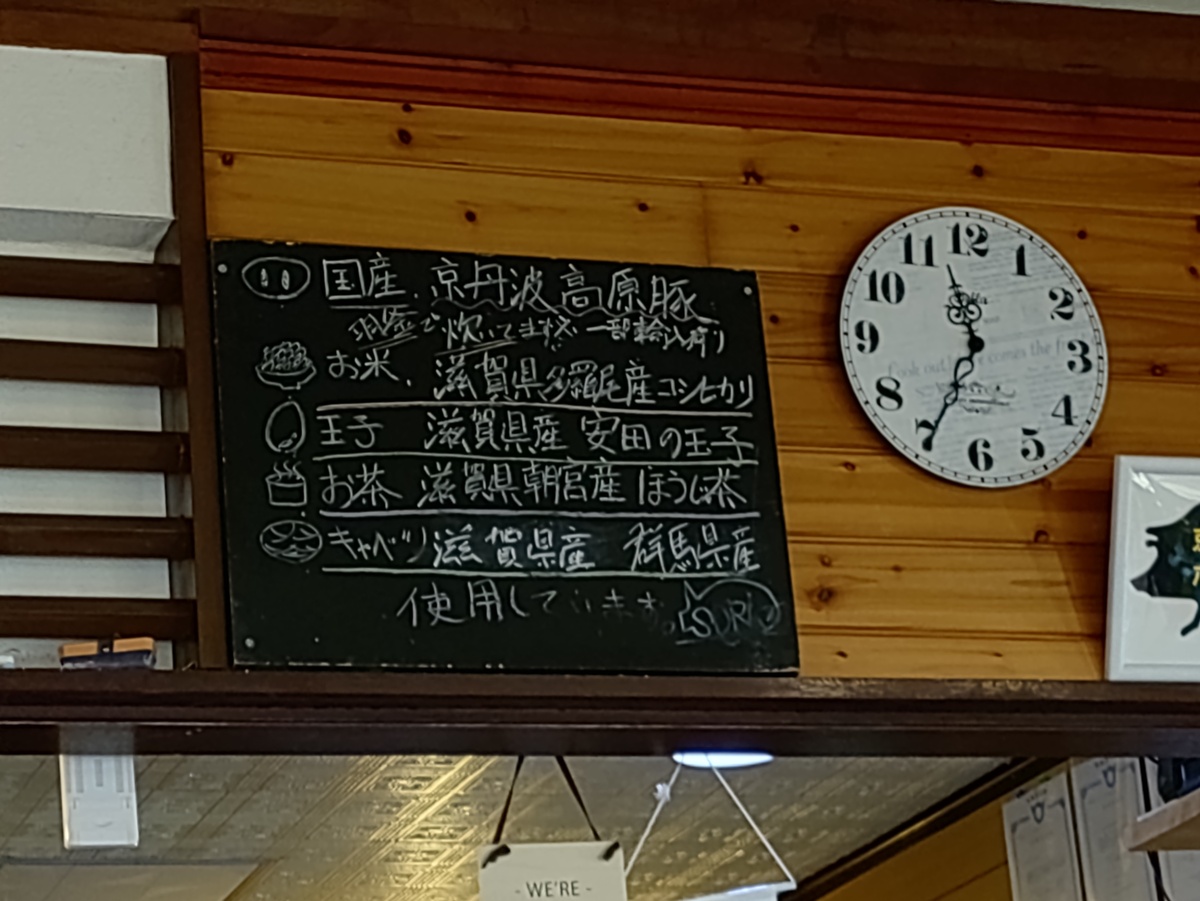 国産 京丹波高原豚
羽釜で炊いてます 一部輸入有り
お米、滋賀県多羅尾産コシヒカリ
玉子 滋賀県産 安田の玉子
お茶 滋賀県朝宮産 ほうじ茶
キャベツ 滋賀県産 群馬県産
使用しています。
12
1
2
3
4
5
6
7
8
9
10
11
- WE'RE -